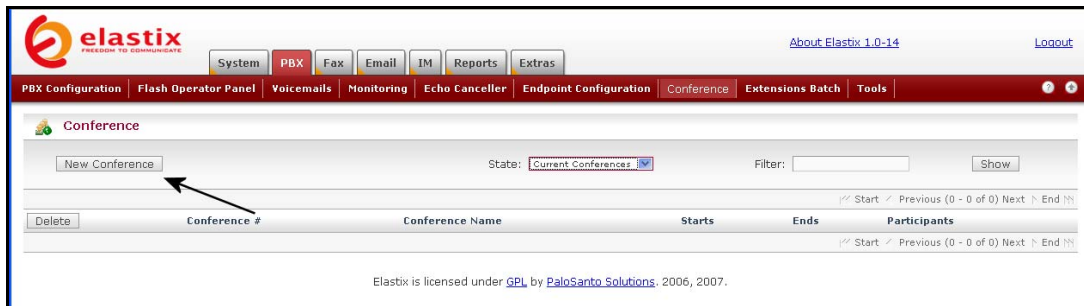 elastix
FREEDOM TO COMMUNICATE
About Elastix 1.0-14 Logout
System PBX Fax Email IM Reports Extras
PBX Configuration Flash Operator Panel Voicemails Monitoring Echo Canceller Endpoint Configuration Conference Extensions Batch Tools
Conference
New Conference State: Current Conferences Filter: Show
Start Previous (0 - 0 of 0) Next End
Delete Conference # Conference Name Starts Ends Participants
Start Previous (0 - 0 of 0) Next End
Elastix is licensed under GPL by PaloSanto Solutions. 2006, 2007.